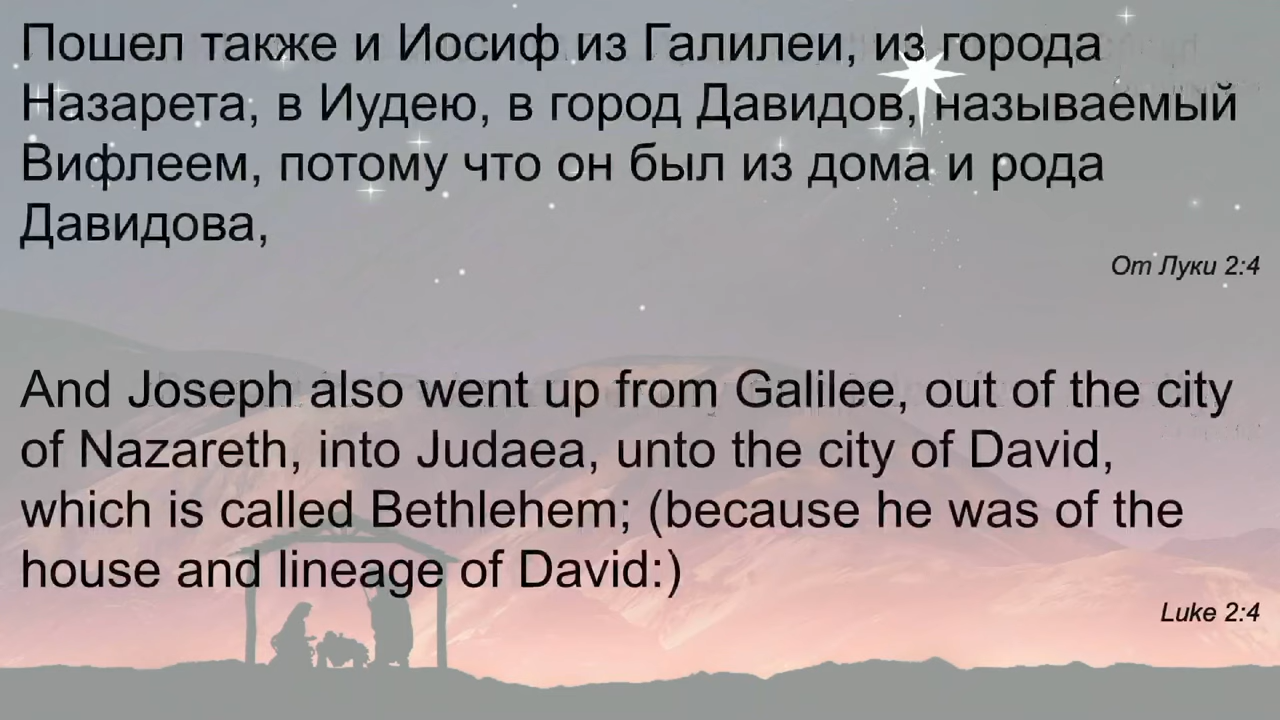 Пошел также и Иосиф из Галилеи, из города
Назарета, в Иудею, в город Давидов, называемый
Вифлеем, потому что он был из дома и рода
Давидова,
От Луки 2:4
And Joseph also went up from Galilee, out of the city
of Nazareth, into Judaea, unto the city of David,
which is called Bethlehem; (because he was of the
house and lineage of David:)
Luke 2:4